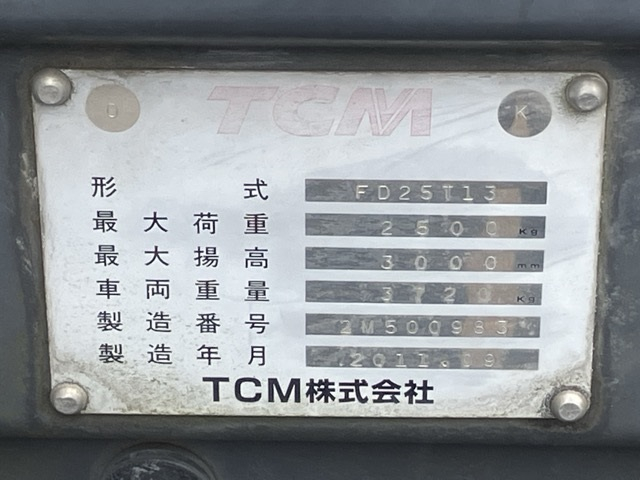 O TCM K
形式 FD25T13
最大荷重 2500 Kg
最大揚高 3000 mm
車両重量 3720 Kg
製造番号 2M500983
製造年月 2011.09
TCM株式会社